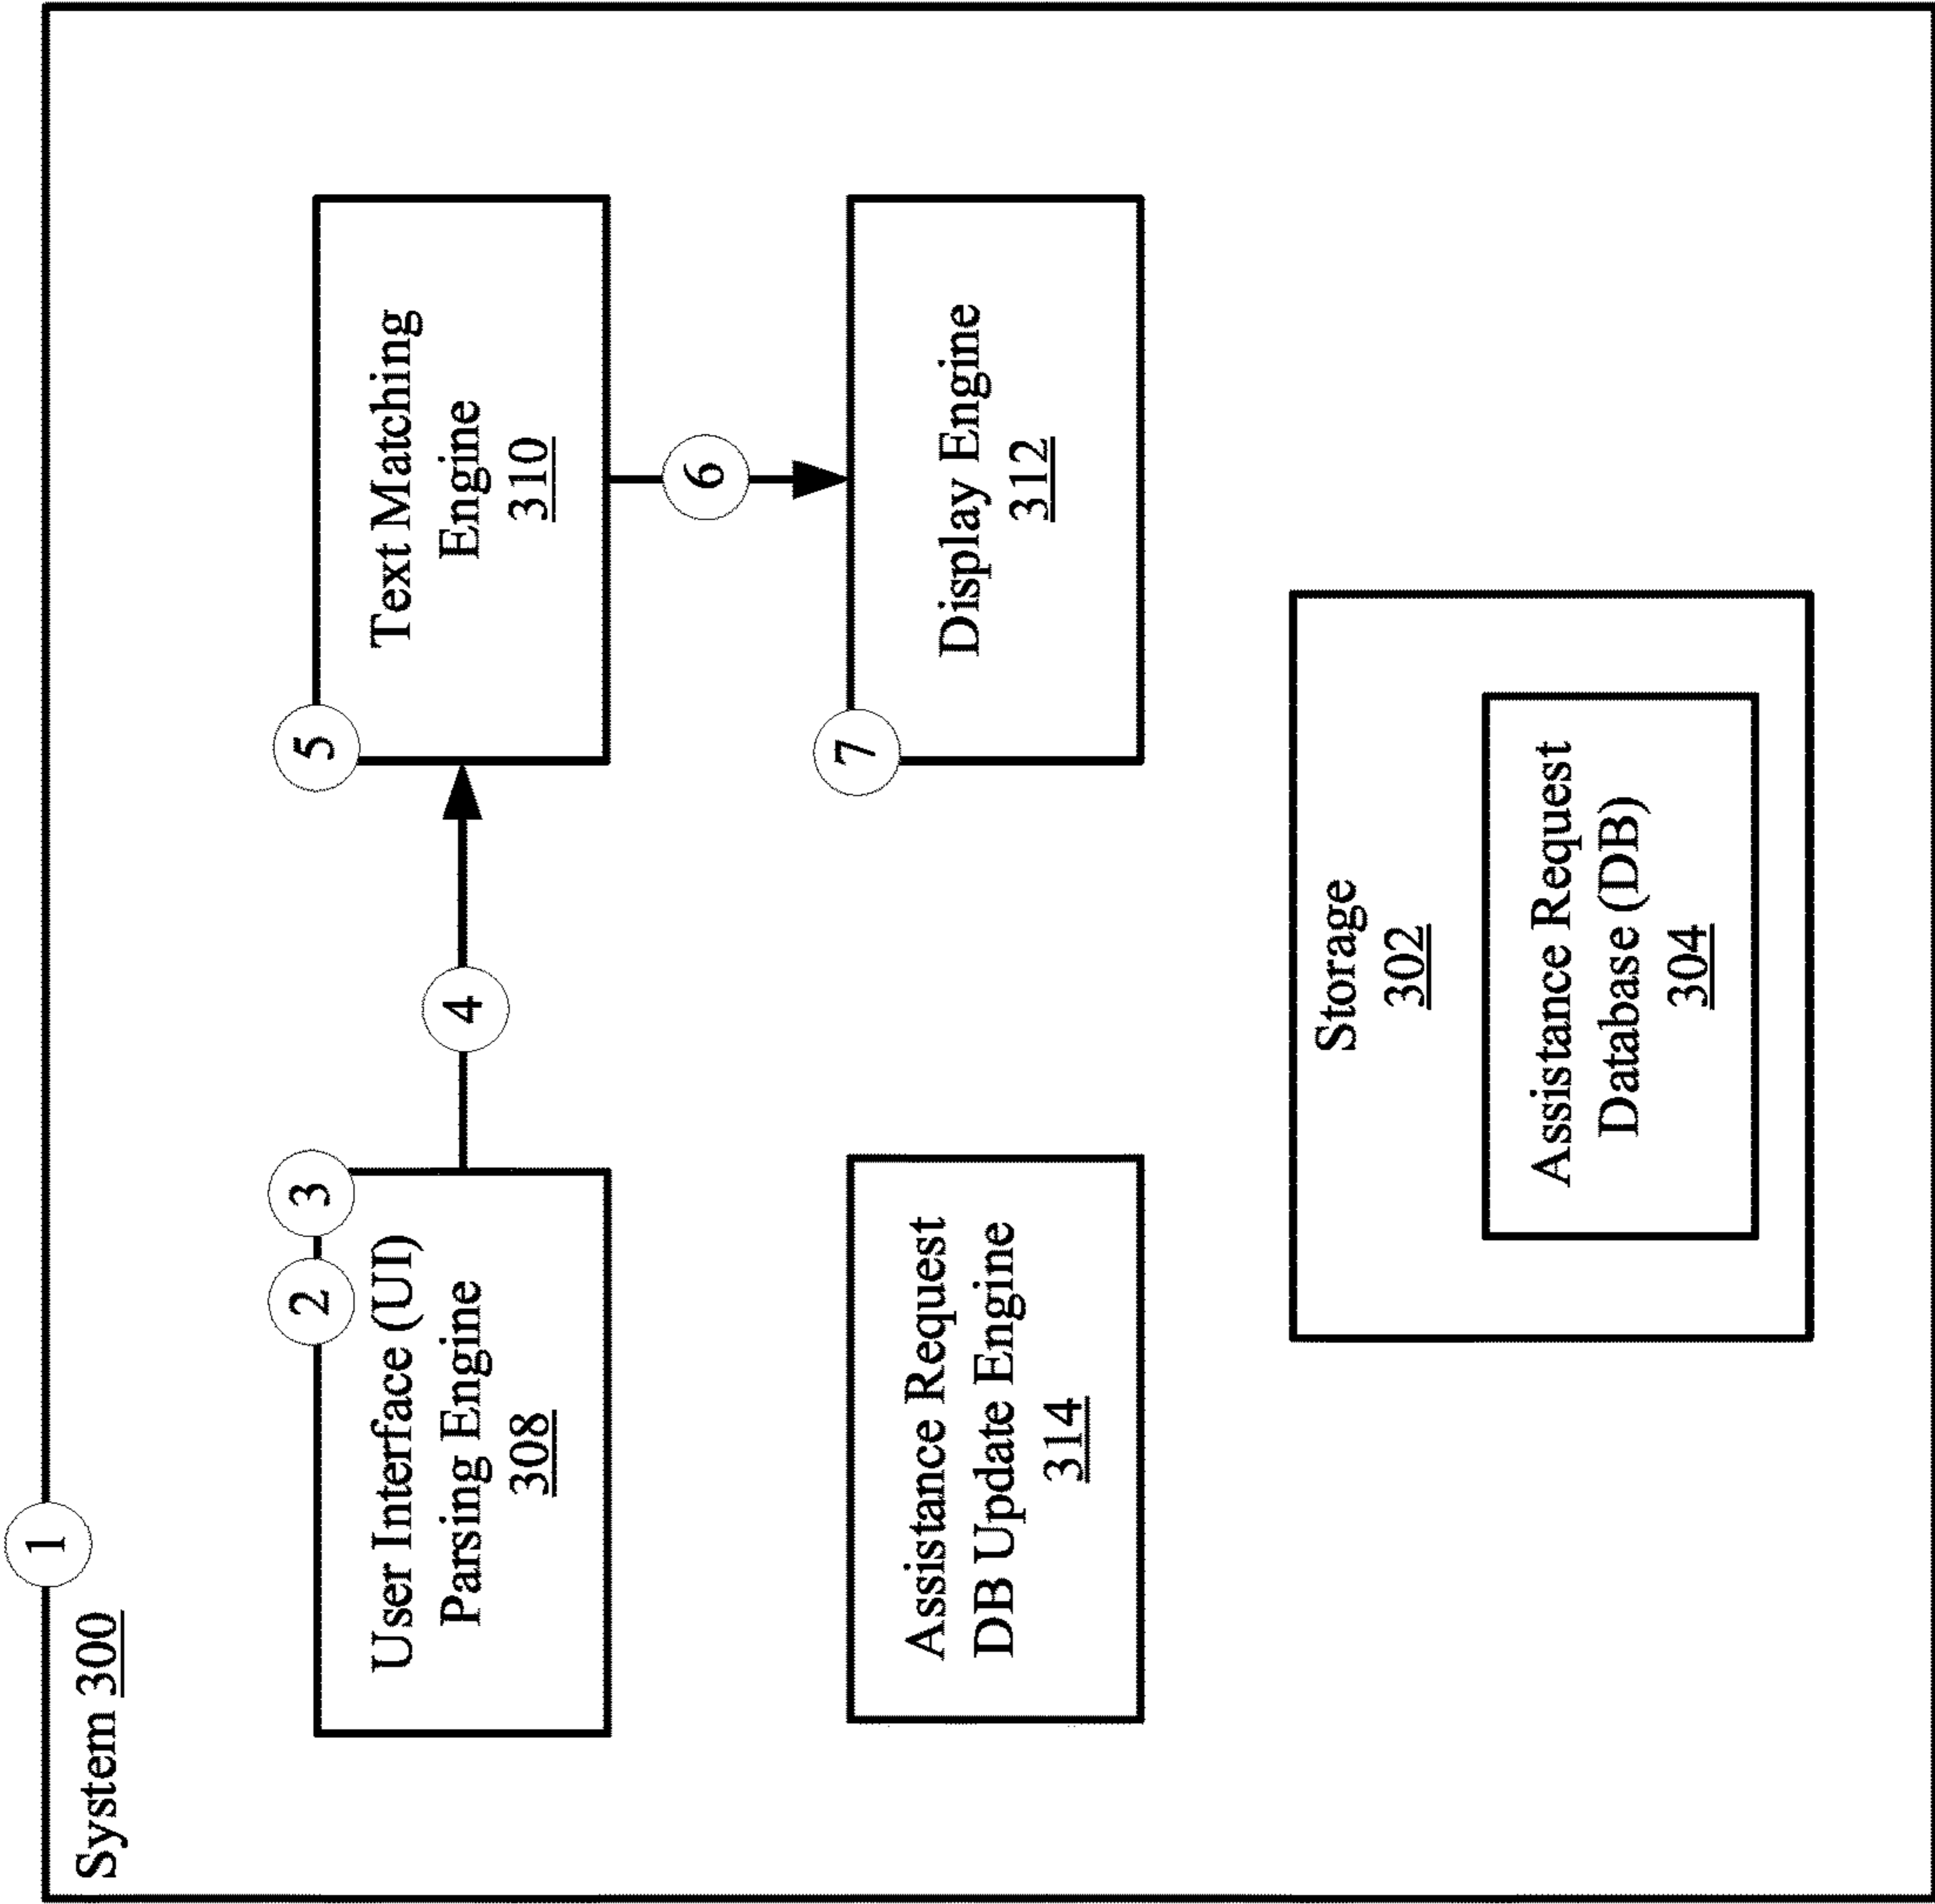 1
System 300
2
3
User Interface (UI)
Parsing Engine
308
4
5
Text Matching
Engine
310
6
Assistance Request
DB Update Engine
314
7
Display Engine
312
Storage
302
Assistance Request
Database (DB)
304